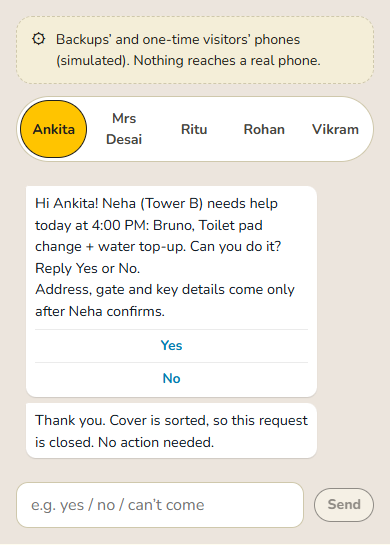 Backups’ and one-time visitors’ phones
(simulated). Nothing reaches a real phone.
Ankita
Mrs
Desai
Ritu
Rohan
Vikram
Hi Ankita! Neha (Tower B) needs help
today at 4:00 PM: Bruno, Toilet pad
change + water top-up. Can you do it?
Reply Yes or No.
Address, gate and key details come only
after Neha confirms.
Yes
No
Thank you. Cover is sorted, so this request
is closed. No action needed.
e.g. yes / no / can’t come
Send